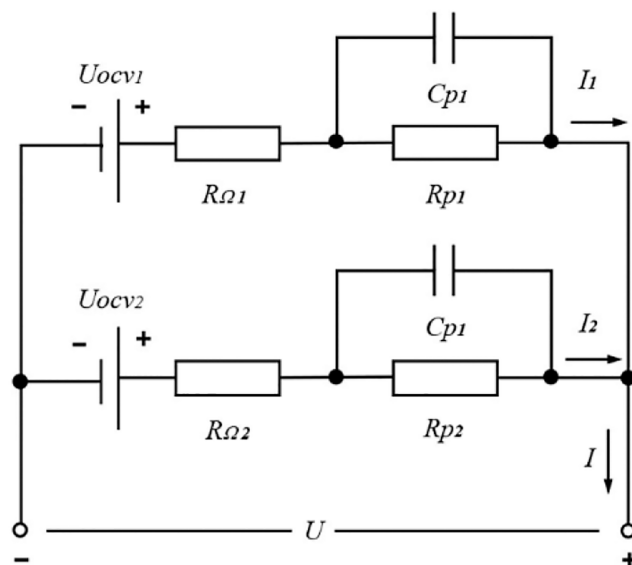 Uocv1
- +
Cp1
I1
RΩ1
Rp1
Uocv2
- +
Cp1
I2
RΩ2
Rp2
I
U
- +